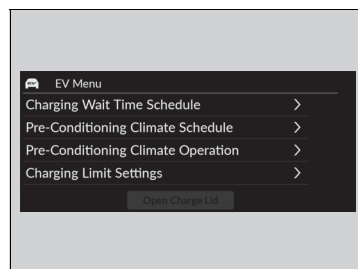 EV Menu
Charging Wait Time Schedule
Pre-Conditioning Climate Schedule
Pre-Conditioning Climate Operation
Charging Limit Settings
Open Charge Lid